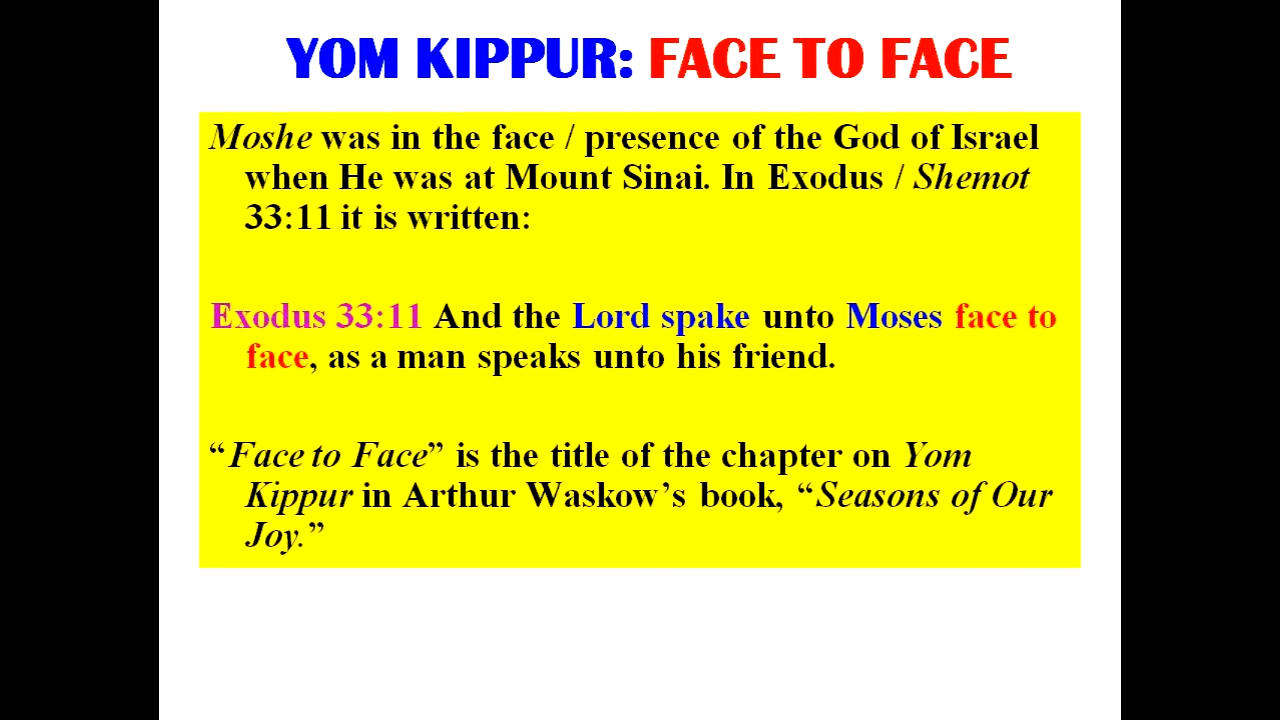 YOM KIPPUR: FACE TO FACE
Moshe was in the face / presence of the God of Israel
when He was at Mount Sinai. In Exodus / Shemot
33:11 it is written:
Exodus 33:11 And the Lord spake unto Moses face to
face, as a man speaks unto his friend.
“Face to Face” is the title of the chapter on Yom
Kippur in Arthur Waskow’s book, “Seasons of Our
Joy.”